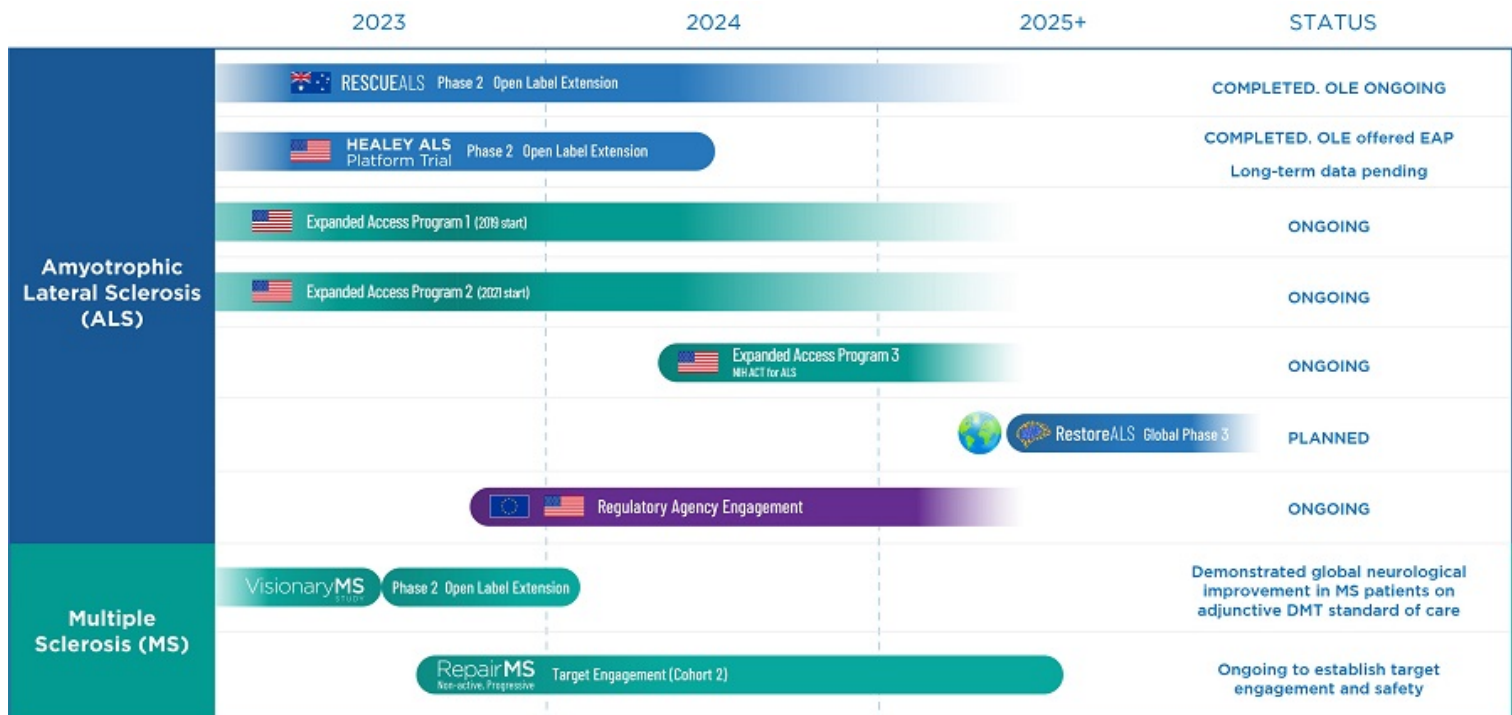 2023 2024 2025+ STATUS
Amyotrophic
Lateral Sclerosis
(ALS)
RESCUEALS Phase 2 Open Label Extension
COMPLETED. OLE ONGOING
HEALEY ALS
Platform Trial
Phase 2 Open Label Extension
COMPLETED. OLE offered EAP
Long-term data pending
Expanded Access Program 1 (2019 start)
ONGOING
Expanded Access Program 2 (2021 start)
ONGOING
Expanded Access Program 3
NIH ACT for ALS
ONGOING
RestoreALS Global Phase 3
PLANNED
Regulatory Agency Engagement
ONGOING
Multiple
Sclerosis (MS)
VisionaryMS
STUDY
Phase 2 Open Label Extension
Demonstrated global neurological
improvement in MS patients on
adjunctive DMT standard of care
RepairMS
Non-active, Progressive
Target Engagement (Cohort 2)
Ongoing to establish target
engagement and safety